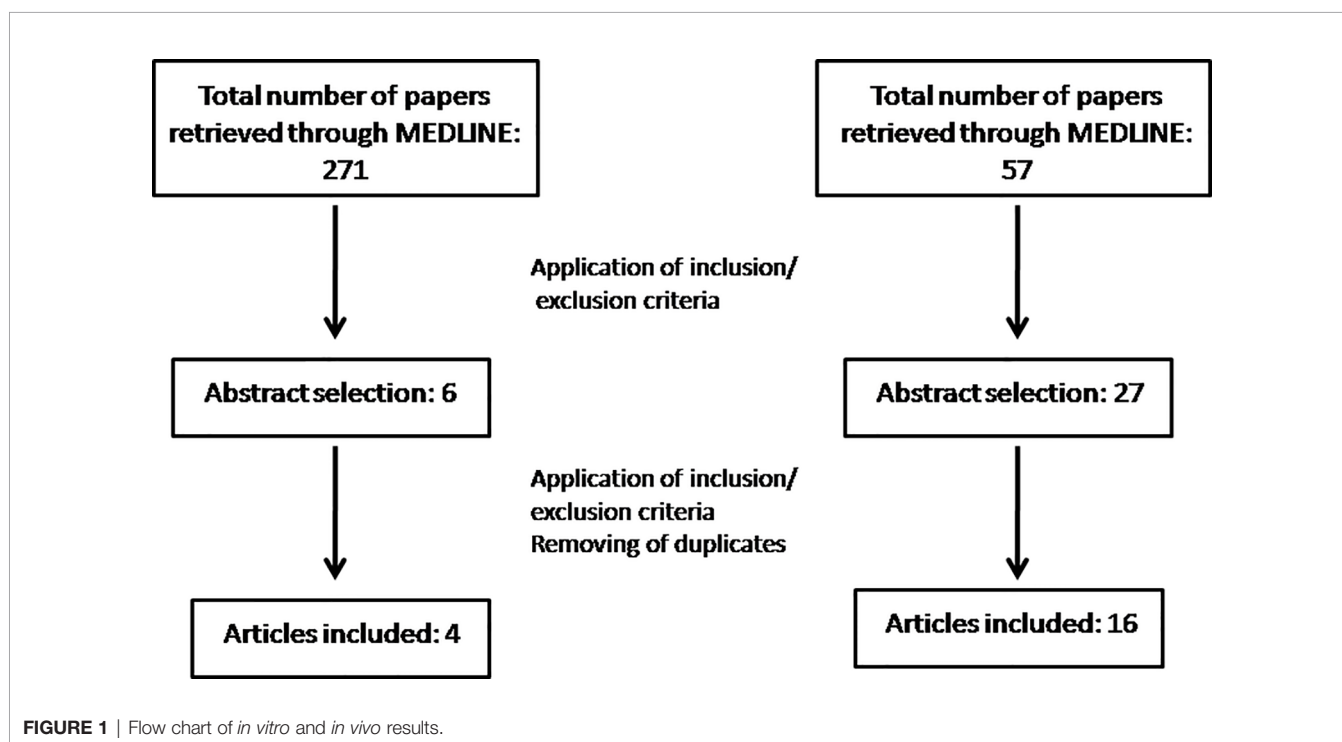 Total number of papers
retrieved through MEDLINE:
271
Total number of papers
retrieved through MEDLINE:
57
Application of inclusion/
exclusion criteria
Abstract selection: 6
Abstract selection: 27
Application of inclusion/
exclusion criteria
Removing of duplicates
Articles included: 4
Articles included: 16
FIGURE 1 | Flow chart of in vitro and in vivo results.